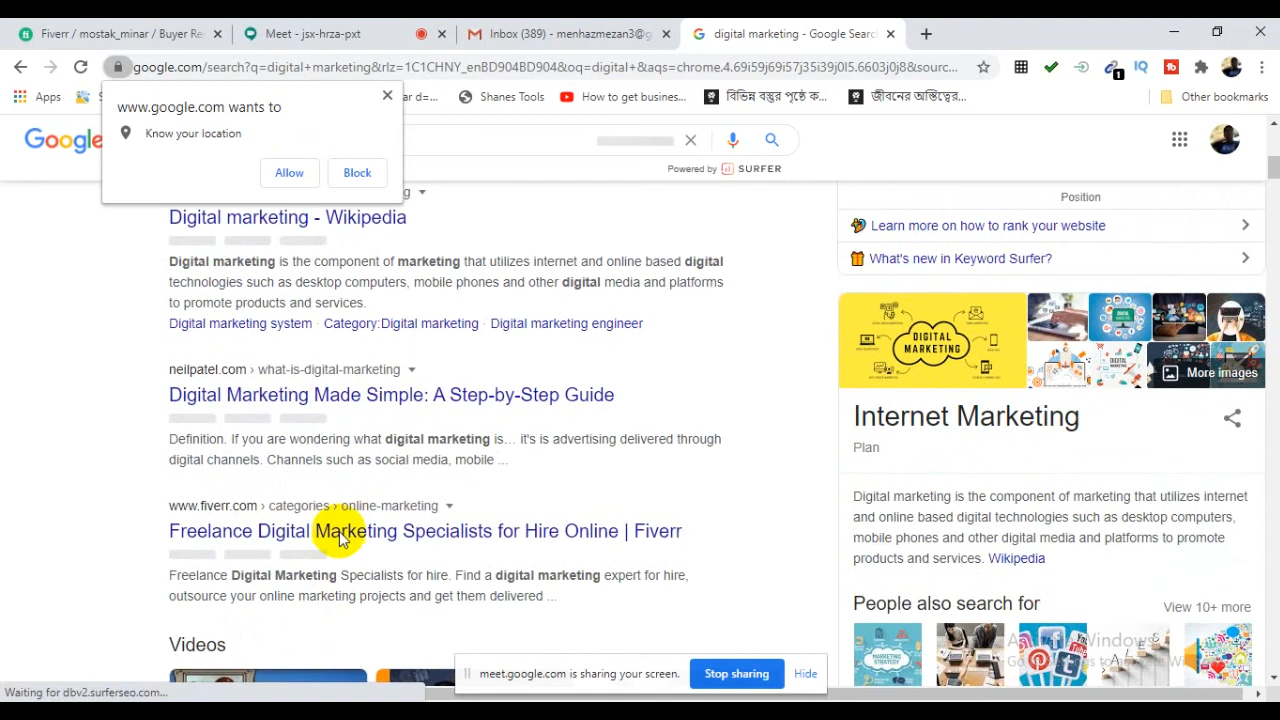 Fiverr / mostak_minar / Buyer Re
Meet - jsx-hrza-pxt
Inbox (389) - menhazmezan3@g
digital marketing - Google Searc
google.com/search?q=digital+marketing&rlz=1C1CHNY_enBD904BD904&oq=digital+&aqs=chrome.4.69i59j69i57j35i39j0l5.6603j0j8&sourc...
1
Apps
ar d=...
Shanes Tools
How to get busines...
বিভিন্ন বস্তুর পৃষ্ঠে ক...
জীবনের অস্তিত্বের...
Other bookmarks
www.google.com wants to
Know your location
Allow
Block
Google
Powered by SURFER
Position
Learn more on how to rank your website
What's new in Keyword Surfer?
Digital marketing - Wikipedia
Digital marketing is the component of marketing that utilizes internet and online based digital
technologies such as desktop computers, mobile phones and other digital media and platforms
to promote products and services.
Digital marketing system · Category:Digital marketing · Digital marketing engineer
neilpatel.com › what-is-digital-marketing
Digital Marketing Made Simple: A Step-by-Step Guide
Definition. If you are wondering what digital marketing is… it's is advertising delivered through
digital channels. Channels such as social media, mobile ...
www.fiverr.com › categories › online-marketing
Freelance Digital Marketing Specialists for Hire Online | Fiverr
Freelance Digital Marketing Specialists for hire. Find a digital marketing expert for hire,
outsource your online marketing projects and get them delivered ...
Videos
DIGITAL
MARKETING
More images
Internet Marketing
Plan
Digital marketing is the component of marketing that utilizes internet
and online based digital technologies such as desktop computers,
mobile phones and other digital media and platforms to promote
products and services. Wikipedia
People also search for
View 10+ more
meet.google.com is sharing your screen.
Stop sharing
Hide
Waiting for dbv2.surferseo.com...